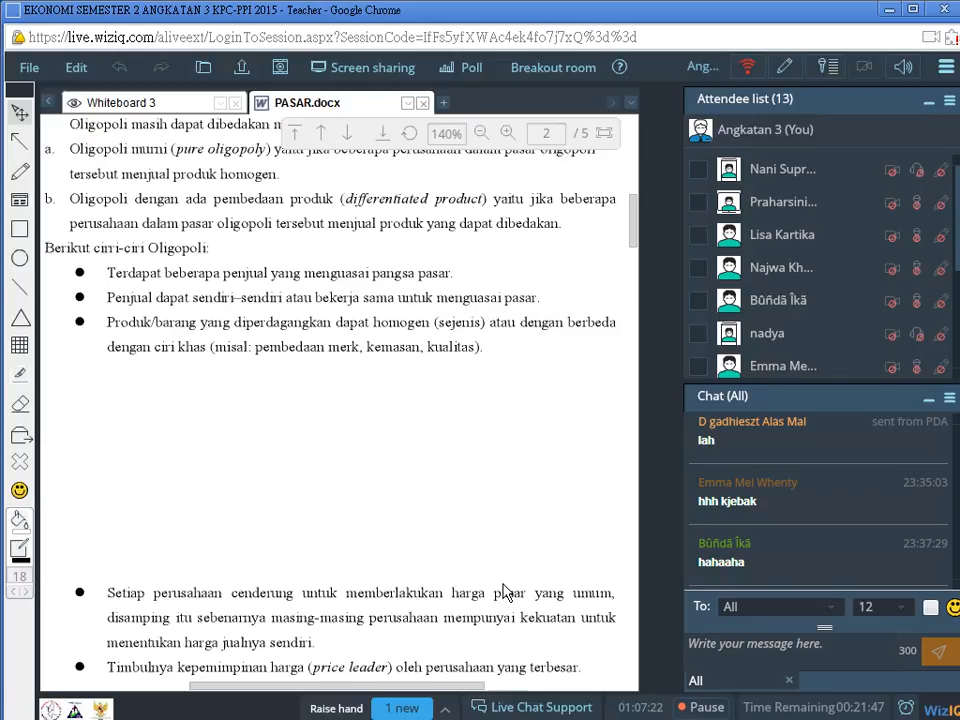 EKONOMI SEMESTER 2 ANGKATAN 3 KPC-PPI 2015 - Teacher - Google Chrome
https://live.wiziq.com/aliveext/LoginToSession.aspx?SessionCode=IfFs5yfXWAc4ek4fo7j7xQ%3d%3d
File Edit Screen sharing Poll Breakout room Ang...
Whiteboard 3 PASAR.docx
140% 2 / 5
Oligopoli masih dapat dibedakan
a. Oligopoli murni (pure oligopoly) yaitu jika beberapa perusahaan dalam pasar oligopoli
tersebut menjual produk homogen.
b. Oligopoli dengan ada pembedaan produk (differentiated product) yaitu jika beberapa
perusahaan dalam pasar oligopoli tersebut menjual produk yang dapat dibedakan.
Berikut cirri-ciri Oligopoli:
● Terdapat beberapa penjual yang menguasai pangsa pasar.
● Penjual dapat sendiri–sendiri atau bekerja sama untuk menguasai pasar.
● Produk/barang yang diperdagangkan dapat homogen (sejenis) atau dengan berbeda
dengan ciri khas (misal: pembedaan merk, kemasan, kualitas).
● Setiap perusahaan cenderung untuk memberlakukan harga pasar yang umum,
disamping itu sebenarnya masing-masing perusahaan mempunyai kekuatan untuk
menentukan harga jualnya sendiri.
● Timbulnya kepemimpinan harga (price leader) oleh perusahaan yang terbesar.
18
Attendee list (13)
Angkatan 3 (You)
Nani Supr...
Praharsini...
Lisa Kartika
Najwa Kh...
Bûñdã Îkã
nadya
Emma Me...
Chat (All)
D gadhieszt Alas Mal sent from PDA
lah
Emma Mei Whenty 23:35:03
hhh kjebak
Bûñdã Îkã 23:37:29
hahaaha
To: All 12
Write your message here. 300
All
Raise hand 1 new Live Chat Support 01:07:22 Pause Time Remaining 00:21:47 WizIQ